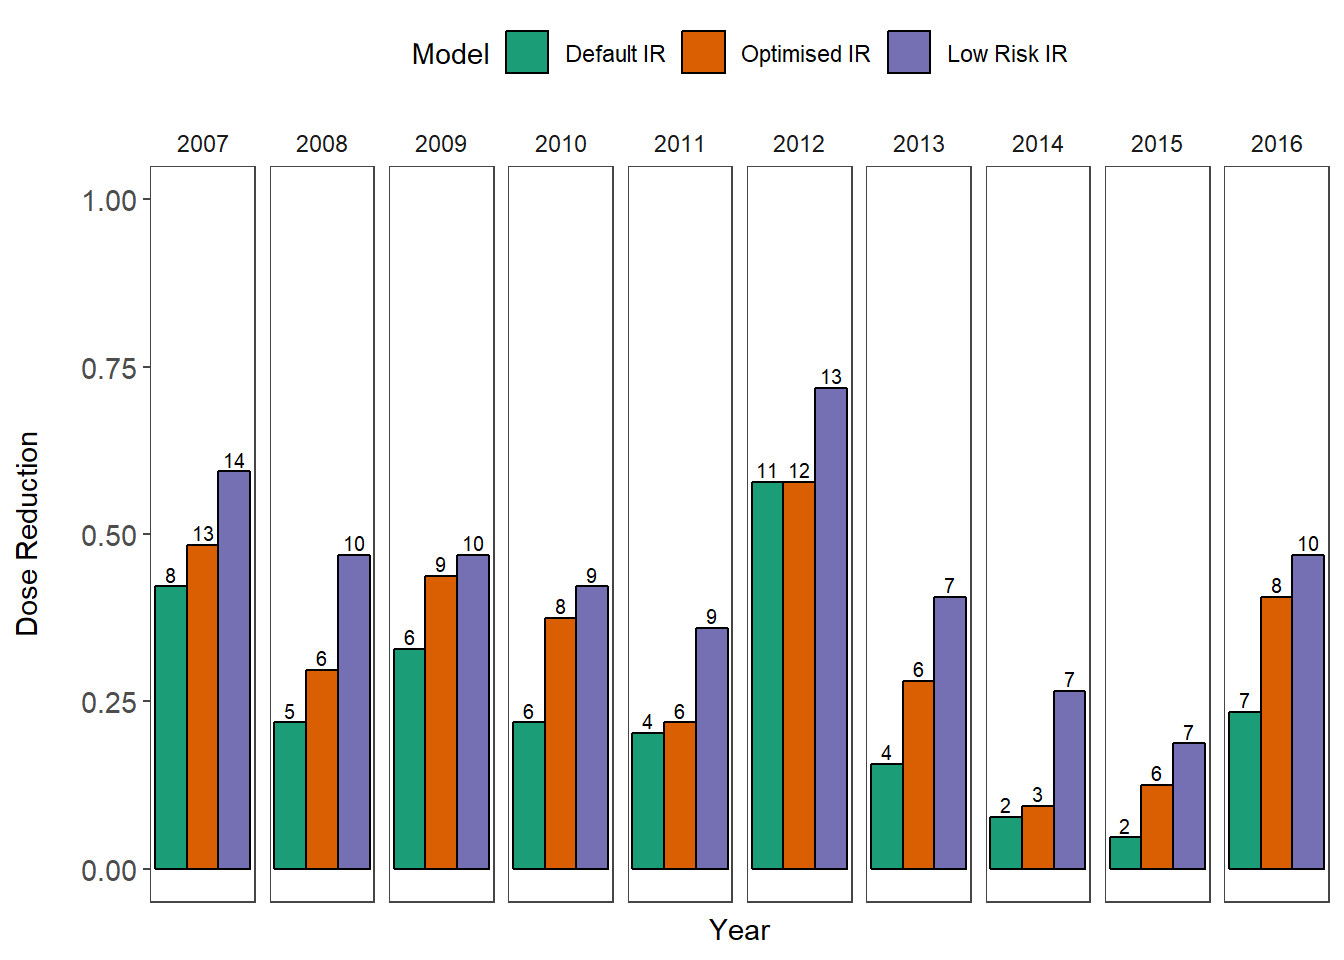 Model Default IR Optimised IR Low Risk IR
2007 2008 2009 2010 2011 2012 2013 2014 2015 2016
1.00
0.75
0.50
0.25
0.00
Dose Reduction
8 13 14
5 6 10
6 9 10
6 8 9
4 6 9
11 12 13
4 6 7
2 3 7
2 6 7
7 8 10
Year